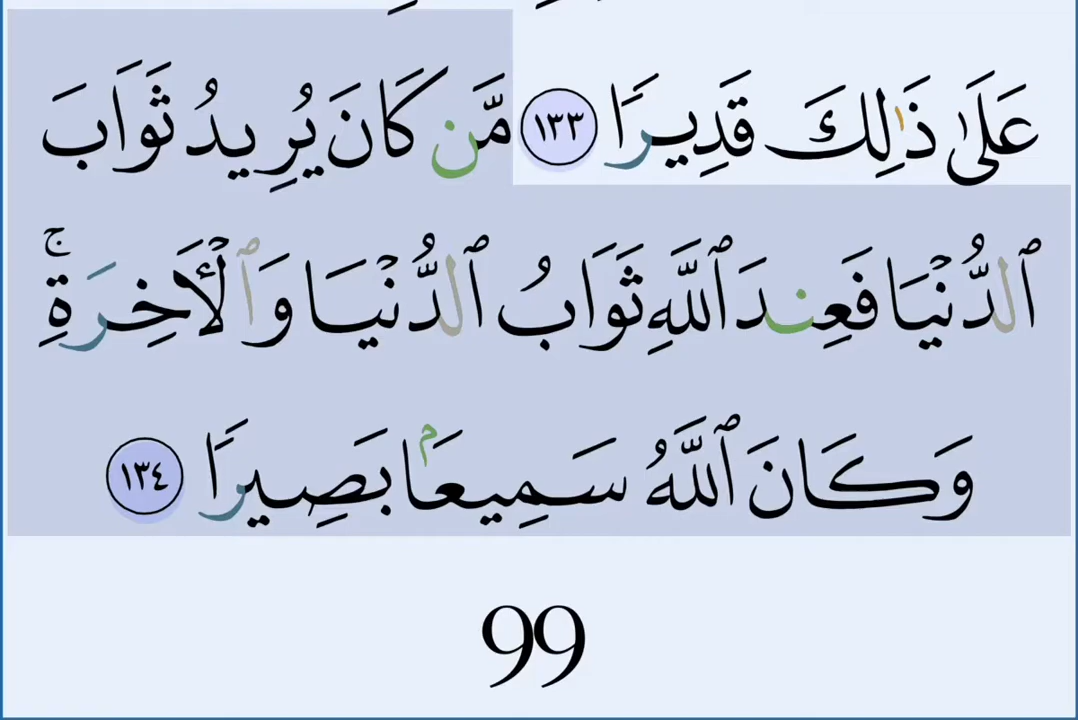 عَلَىٰ ذَٰلِكَ قَدِيرًا ١٣٣ مَّن كَانَ يُرِيدُ ثَوَابَ
ٱلدُّنْيَا فَعِندَ ٱللَّهِ ثَوَابُ ٱلدُّنْيَا وَٱلْأَخِرَةِۚ
وَكَانَ ٱللَّهُ سَمِيعَۢا بَصِيرًا ١٣٤
99